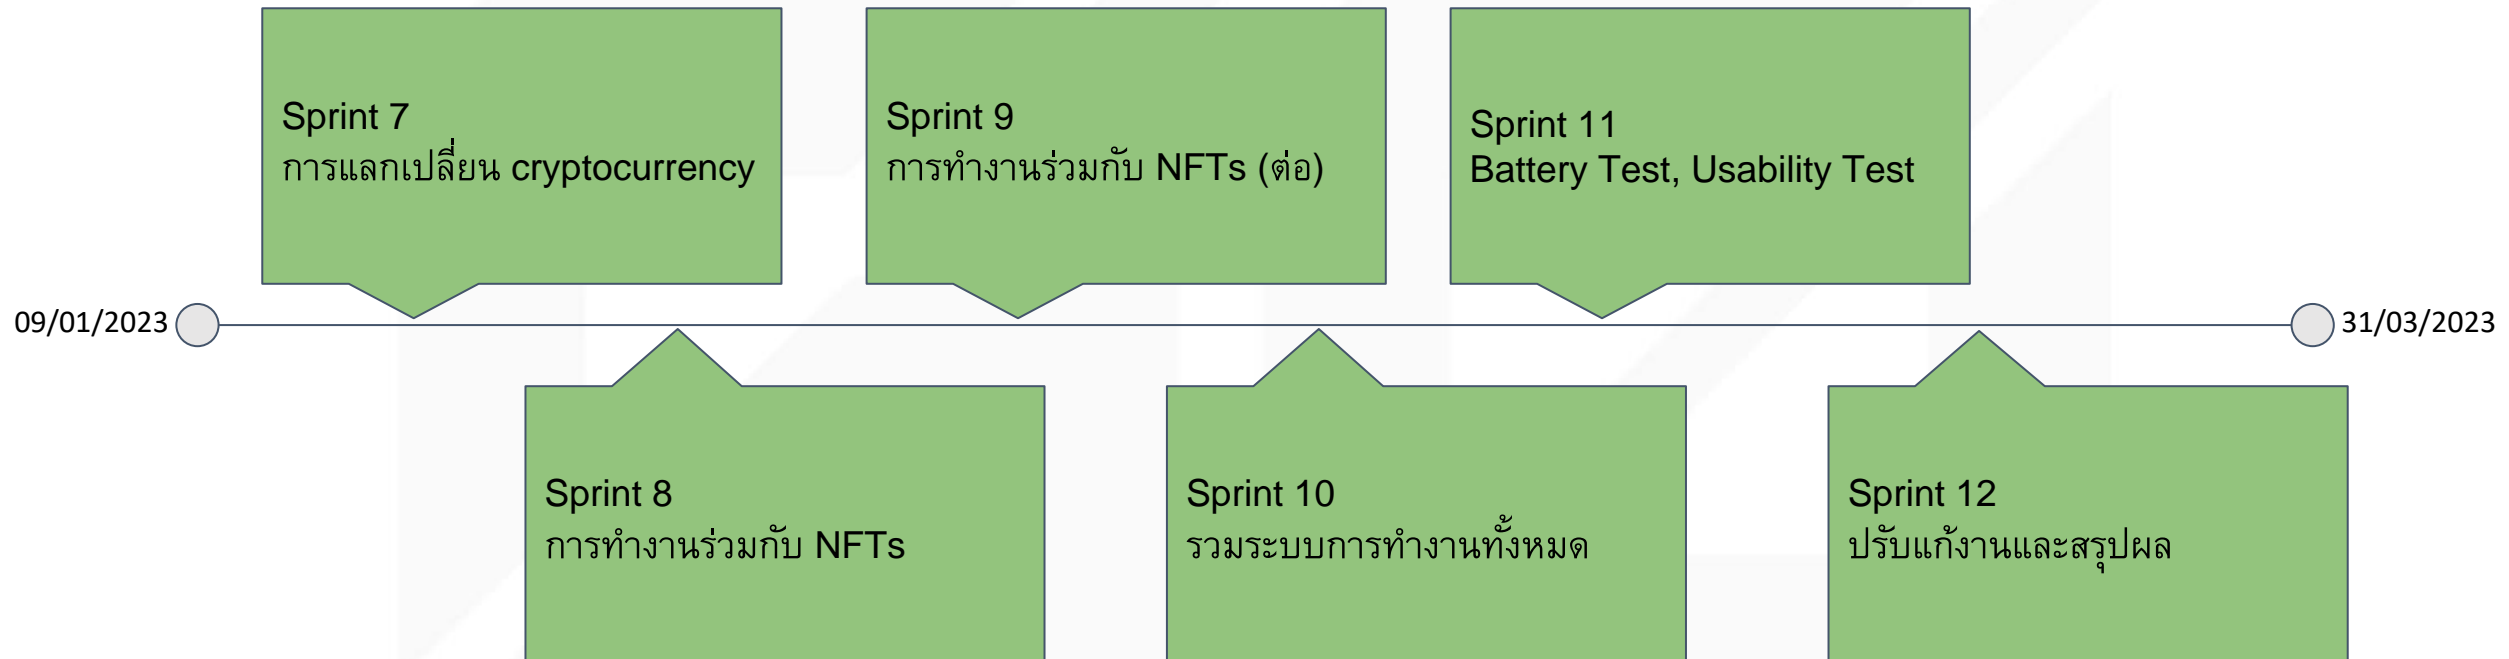 Sprint 7
การแลกเปลี่ยน cryptocurrency
Sprint 9
การทำงานร่วมกับ NFTs (ต่อ)
Sprint 11
Battery Test, Usability Test
09/01/2023
31/03/2023
Sprint 8
การทำงานร่วมกับ NFTs
Sprint 10
รวมระบบการทำงานทั้งหมด
Sprint 12
ปรับแก้งานและสรุปผล